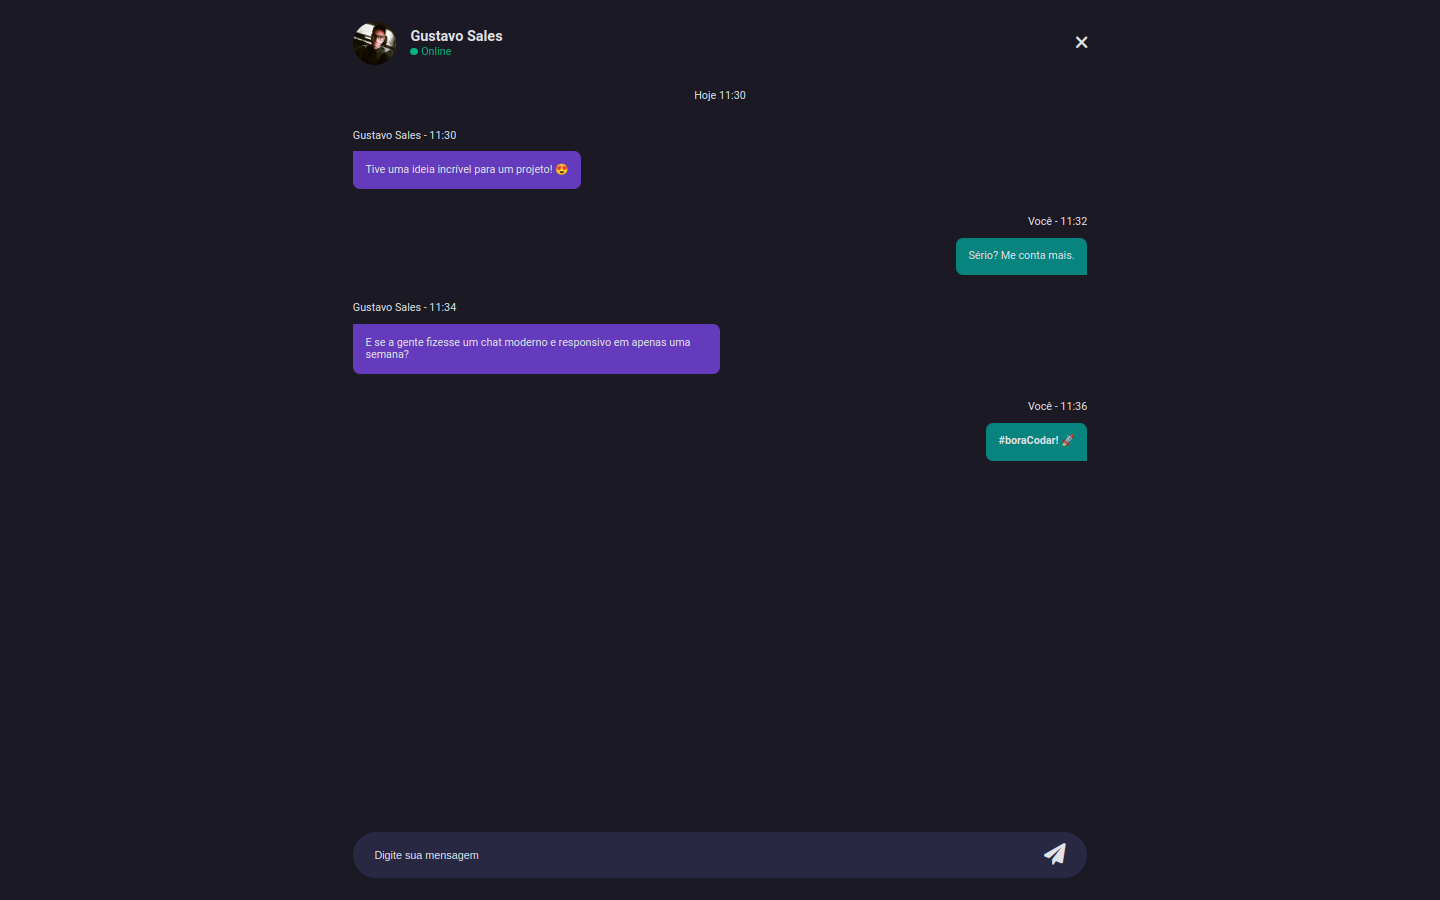 Gustavo Sales
Online
Hoje 11:30
Gustavo Sales - 11:30
Tive uma ideia incrível para um projeto! 😍
Você - 11:32
Sério? Me conta mais.
Gustavo Sales - 11:34
E se a gente fizesse um chat moderno e responsivo em apenas uma
semana?
Você - 11:36
#boraCodar! 🚀
Digite sua mensagem